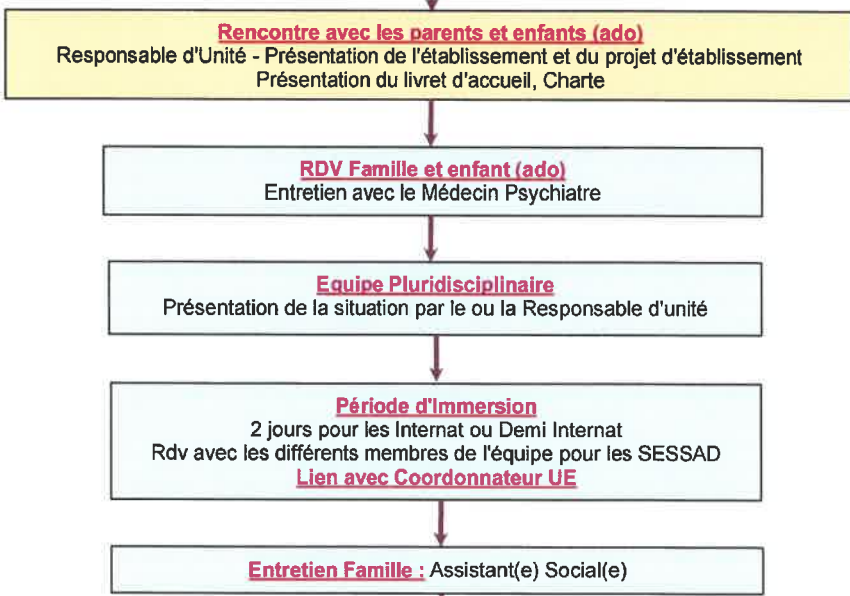 Rencontre avec les parents et enfants (ado)
Responsable d'Unité - Présentation de l'établissement et du projet d'établissement
Présentation du livret d'accueil, Charte
RDV Famille et enfant (ado)
Entretien avec le Médecin Psychiatre
Equipe Pluridisciplinaire
Présentation de la situation par le ou la Responsable d'unité
Période d'Immersion
2 jours pour les Internat ou Demi Internat
Rdv avec les différents membres de l'équipe pour les SESSAD
Lien avec Coordonnateur UE
Entretien Famille : Assistant(e) Social(e)